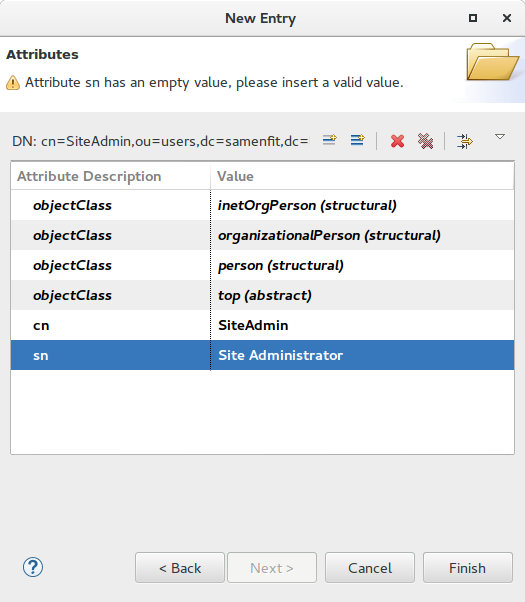 New Entry
Attributes
Attribute sn has an empty value, please insert a valid value.
DN: cn=SiteAdmin,ou=users,dc=samenfit,dc=
Attribute Description Value
objectClass inetOrgPerson (structural)
objectClass organizationalPerson (structural)
objectClass person (structural)
objectClass top (abstract)
cn SiteAdmin
sn Site Administrator
? < Back Next > Cancel Finish